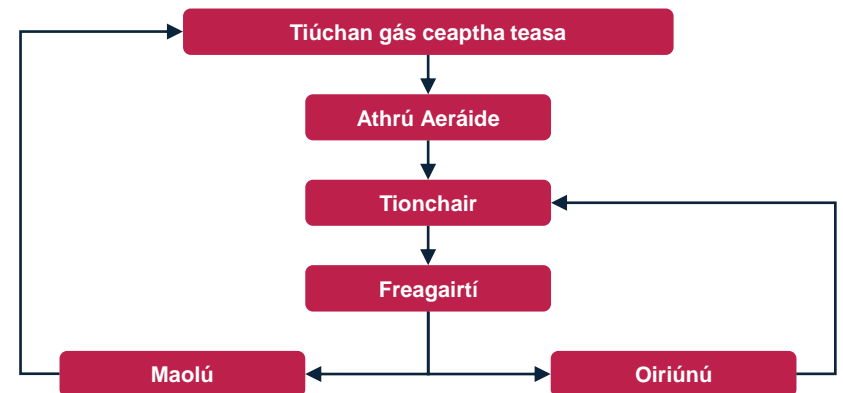 Tiúchan gás ceaptha teasa
Athrú Aeráide
Tionchair
Freagairtí
Maolú
Oiriúnú